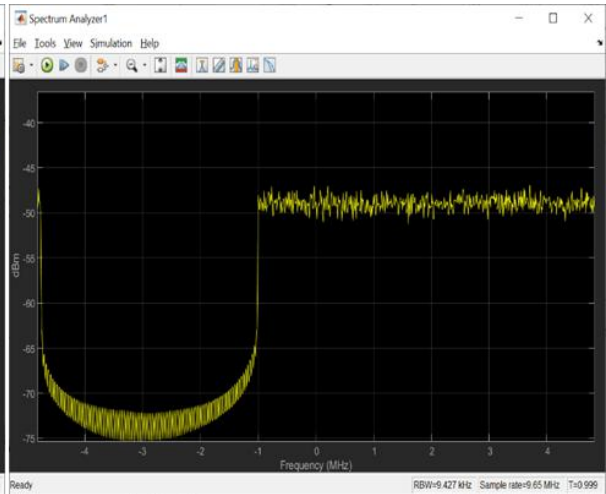 Spectrum Analyzer1
File Tools View Simulation Help
-40
-45
-50
-55
-60
-65
-70
-75
dBm
-4 -3 -2 -1 0 1 2 3 4
Frequency (MHz)
Ready RBW=9.427 kHz Sample rate=9.65 MHz T=0.999